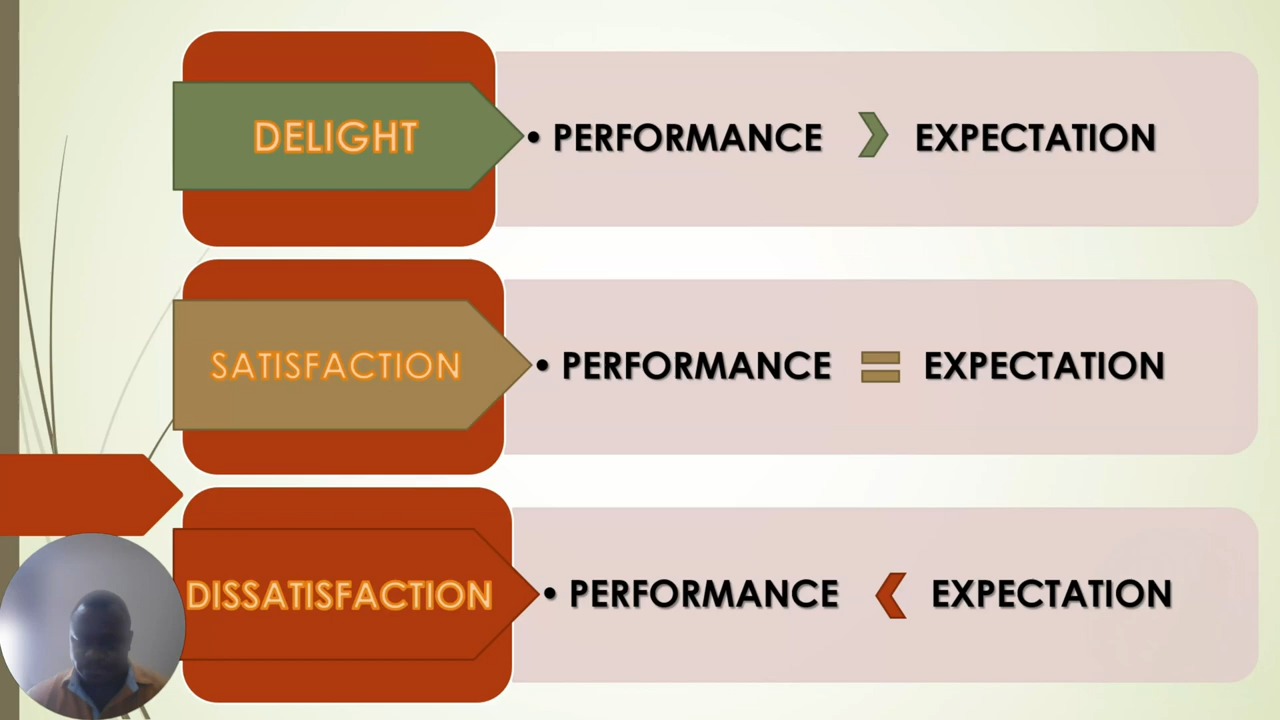 DELIGHT
• PERFORMANCE > EXPECTATION
SATISFACTION
• PERFORMANCE = EXPECTATION
DISSATISFACTION
• PERFORMANCE < EXPECTATION